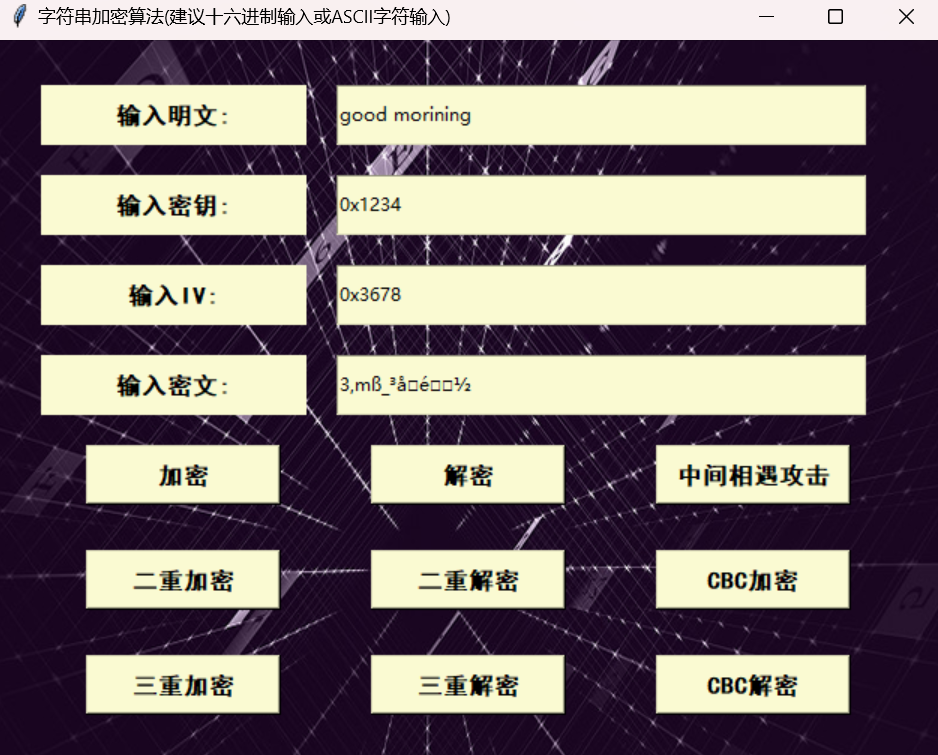 字符串加密算法(建议十六进制输入或ASCII字符输入)
输入明文:
good morining
输入密钥:
0x1234
输入IV:
0x3678
输入密文:
3,mß_³å□é□□½
加密
解密
中间相遇攻击
二重加密
二重解密
CBC加密
三重加密
三重解密
CBC解密